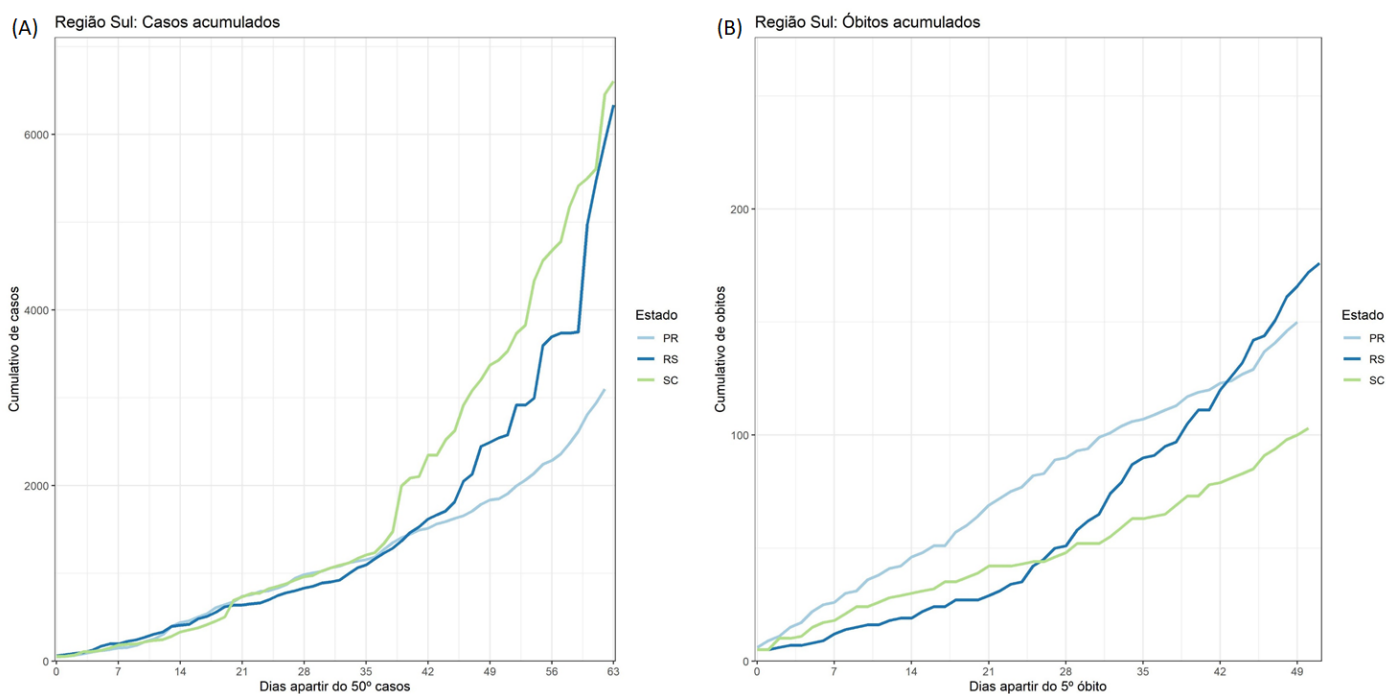 (A)
Região Sul: Casos acumulados
Cumulativo de casos
6000
4000
2000
0
0 7 14 21 28 35 42 49 56 63
Dias apartir do 50º casos
Estado
PR
RS
SC
(B)
Região Sul: Óbitos acumulados
Cumulativo de obitos
200
100
0
0 7 14 21 28 35 42 49
Dias apartir do 5º óbito
Estado
PR
RS
SC